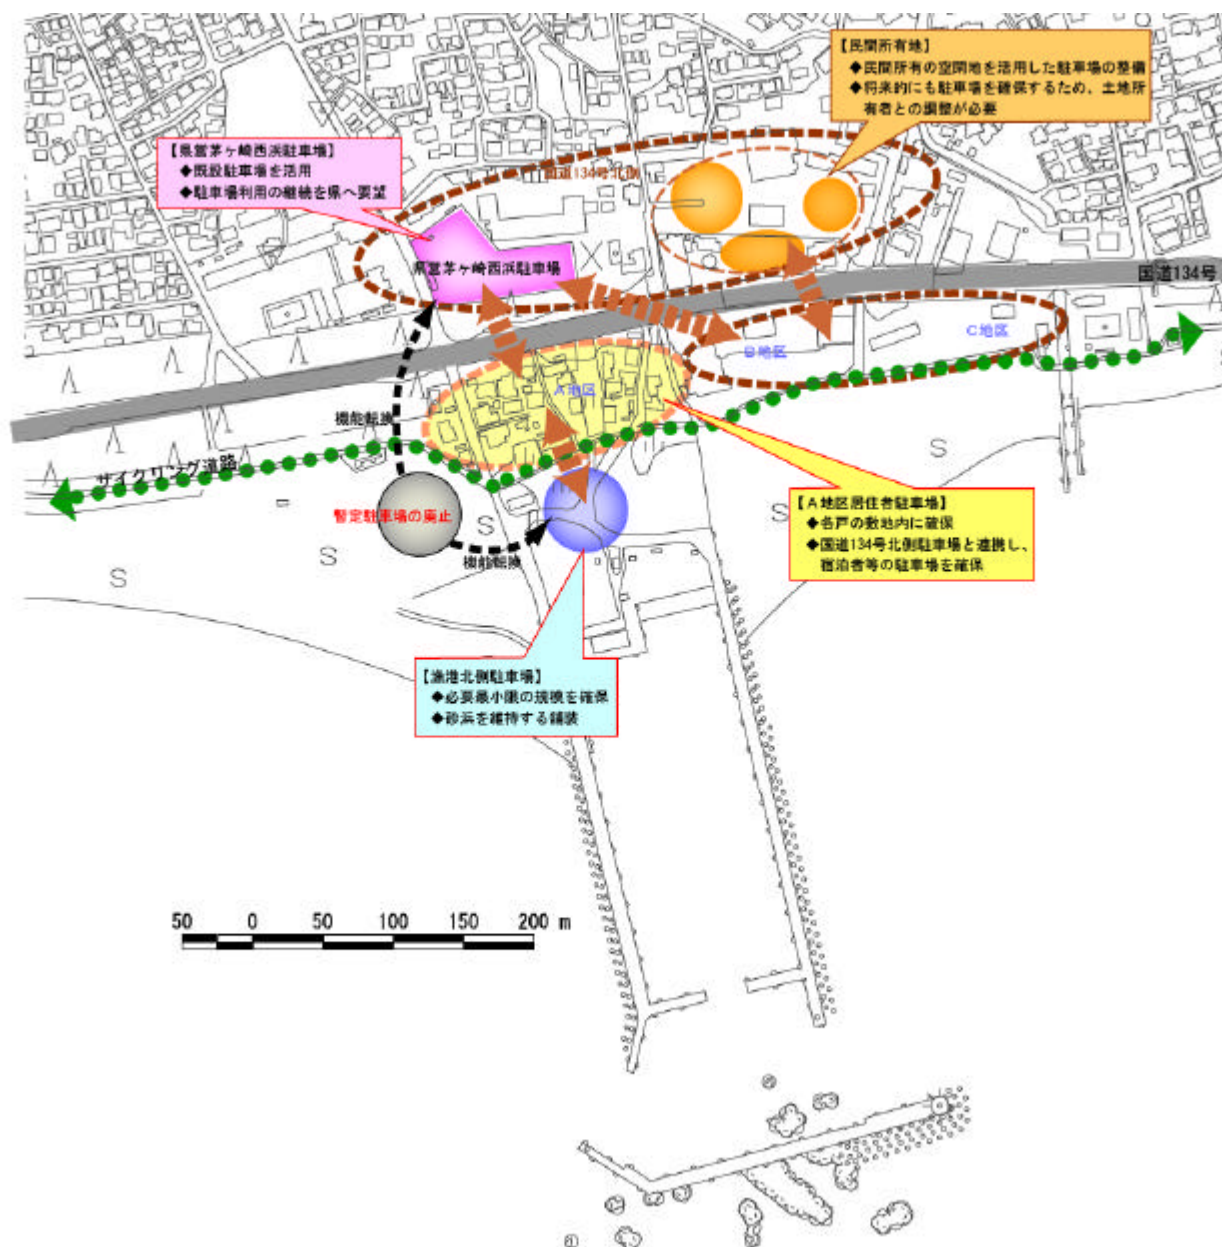 【民間所有地】
◆民間所有の空閑地を活用した駐車場の整備
◆将来的にも駐車場を確保するため、土地所
有者との調整が必要
【県営茅ヶ崎西浜駐車場】
◆既設駐車場を活用
◆駐車場利用の継続を県へ要望
国道134号北側
県営茅ヶ崎西浜駐車場
国道134号
C地区
B地区
A地区
機能転換
サイクリング道路
暫定駐車場の廃止
機能転換
S
S
S
S
S
【A地区居住者駐車場】
◆各戸の敷地内に確保
◆国道134号北側駐車場と連携し、
宿泊者等の駐車場を確保
【漁港北側駐車場】
◆必要最小限の規模を確保
◆砂浜を維持する舗装
50 0 50 100 150 200 m